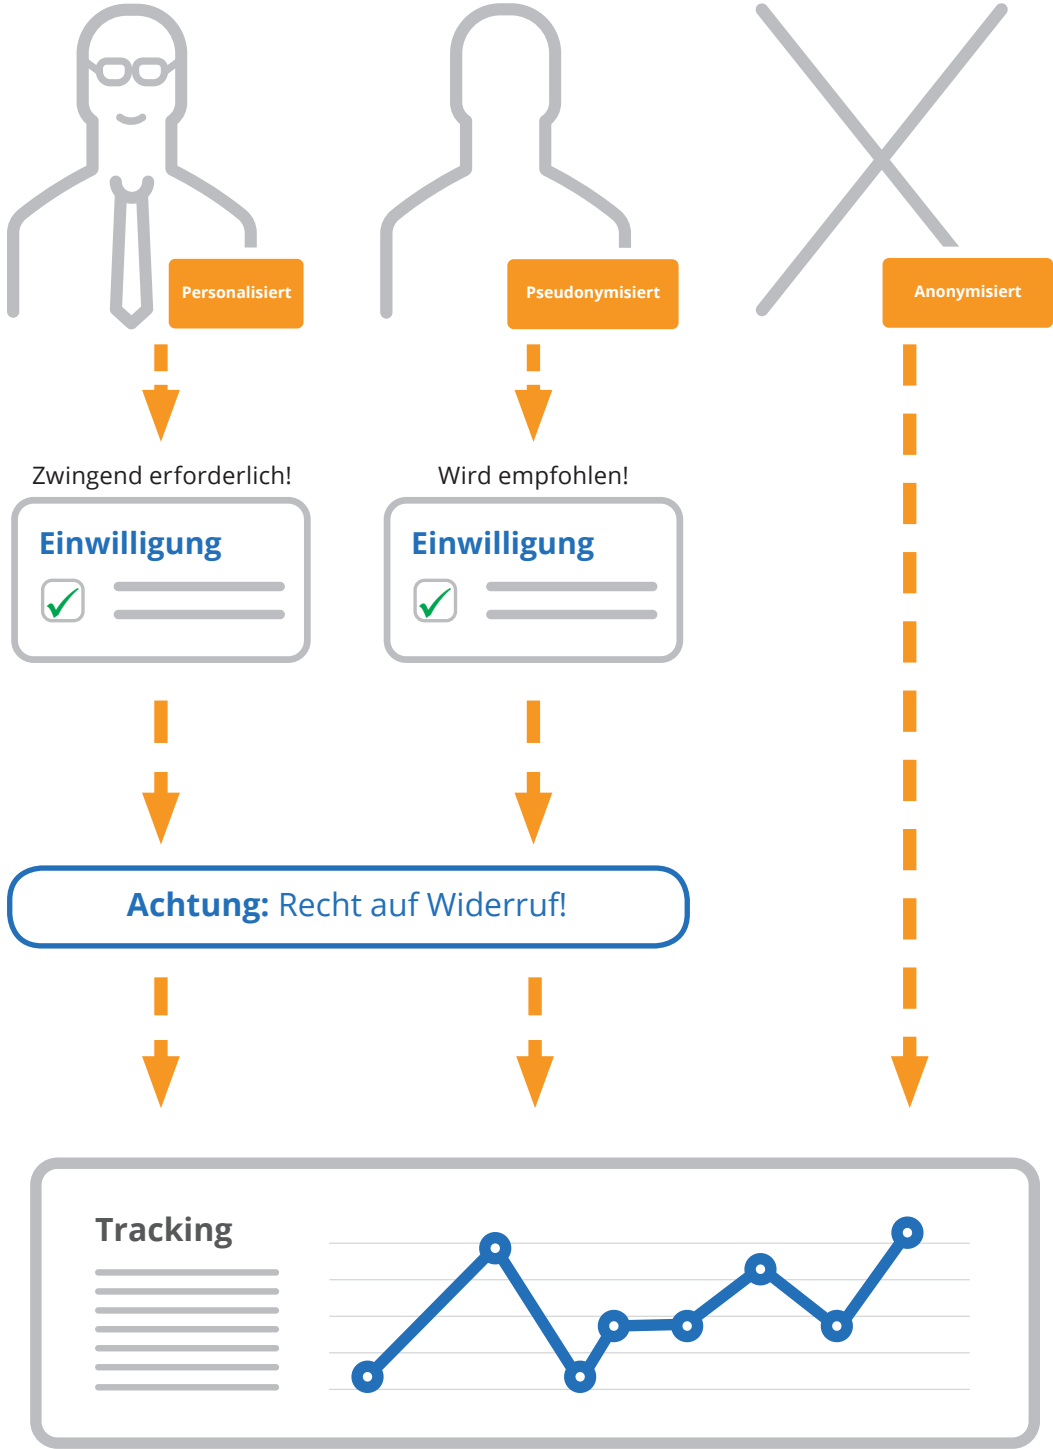 Personalisiert
Pseudonymisiert
Anonymisiert
Zwingend erforderlich!
Wird empfohlen!
Einwilligung
Einwilligung
Achtung: Recht auf Widerruf!
Tracking